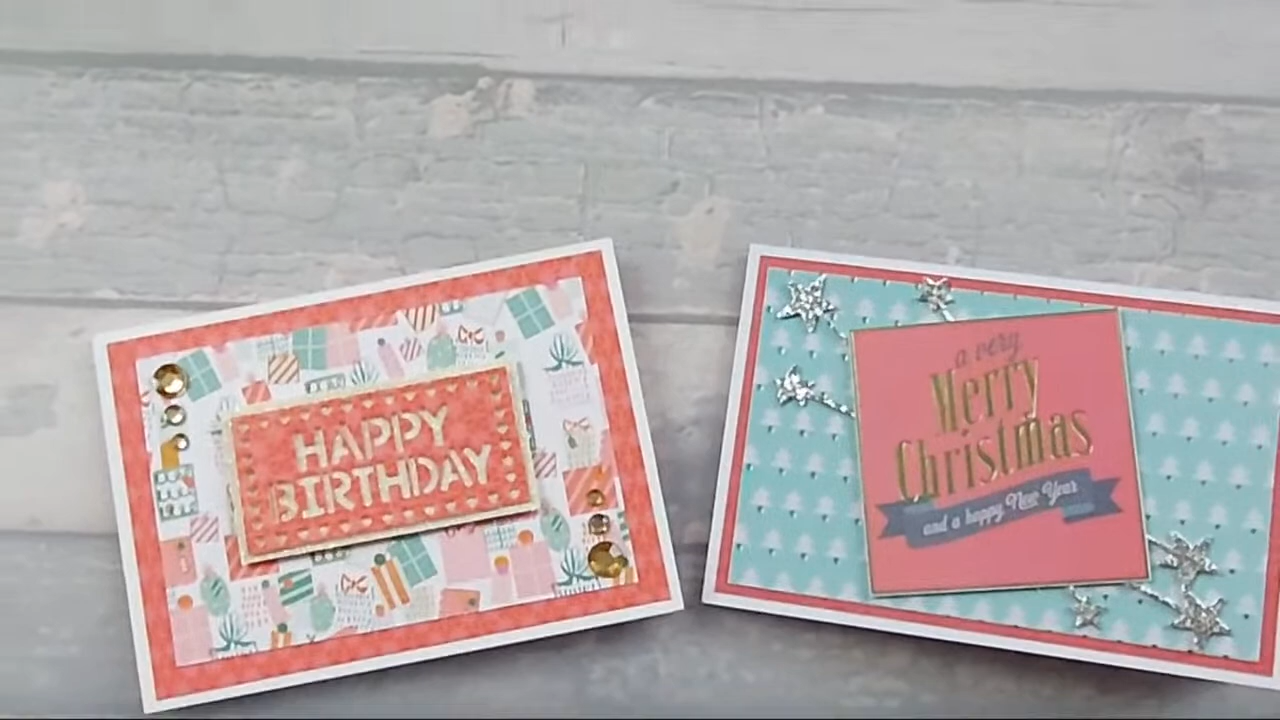 HAPPY
BIRTHDAY
a very
Merry
Christmas
and a happy New Year